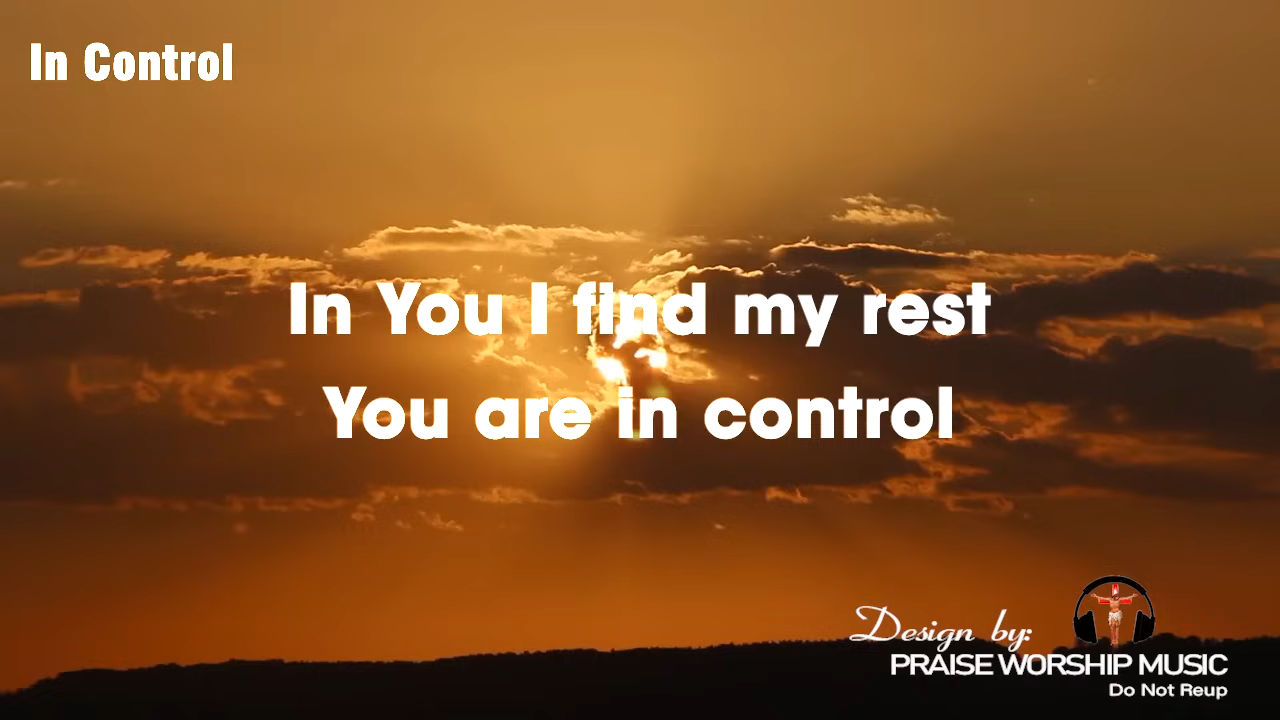 In Control
In You I find my rest
You are in control
Design by:
PRAISE WORSHIP MUSIC
Do Not Reup